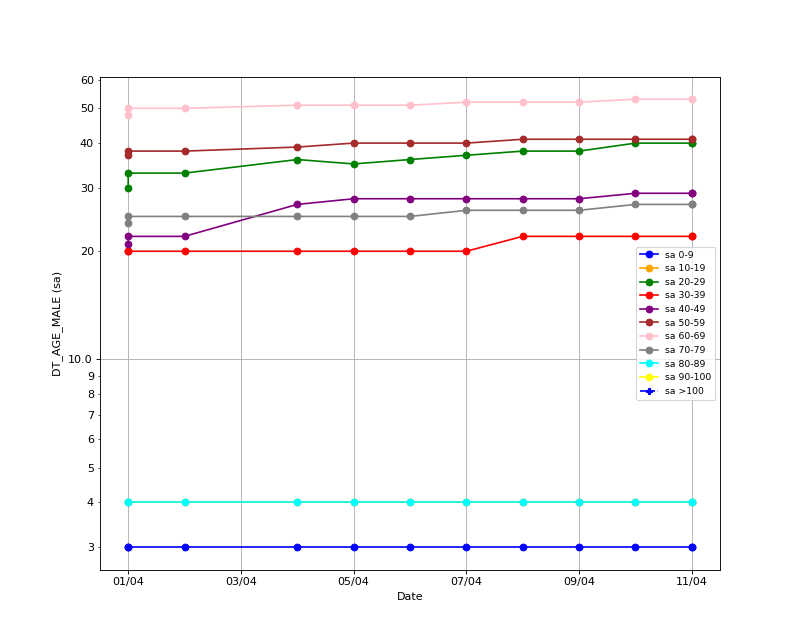 60
50
40
30
20
10.0
9
8
7
6
5
4
3
DT_AGE_MALE (sa)
sa 0-9
sa 10-19
sa 20-29
sa 30-39
sa 40-49
sa 50-59
sa 60-69
sa 70-79
sa 80-89
sa 90-100
sa >100
01/04 03/04 05/04 07/04 09/04 11/04
Date